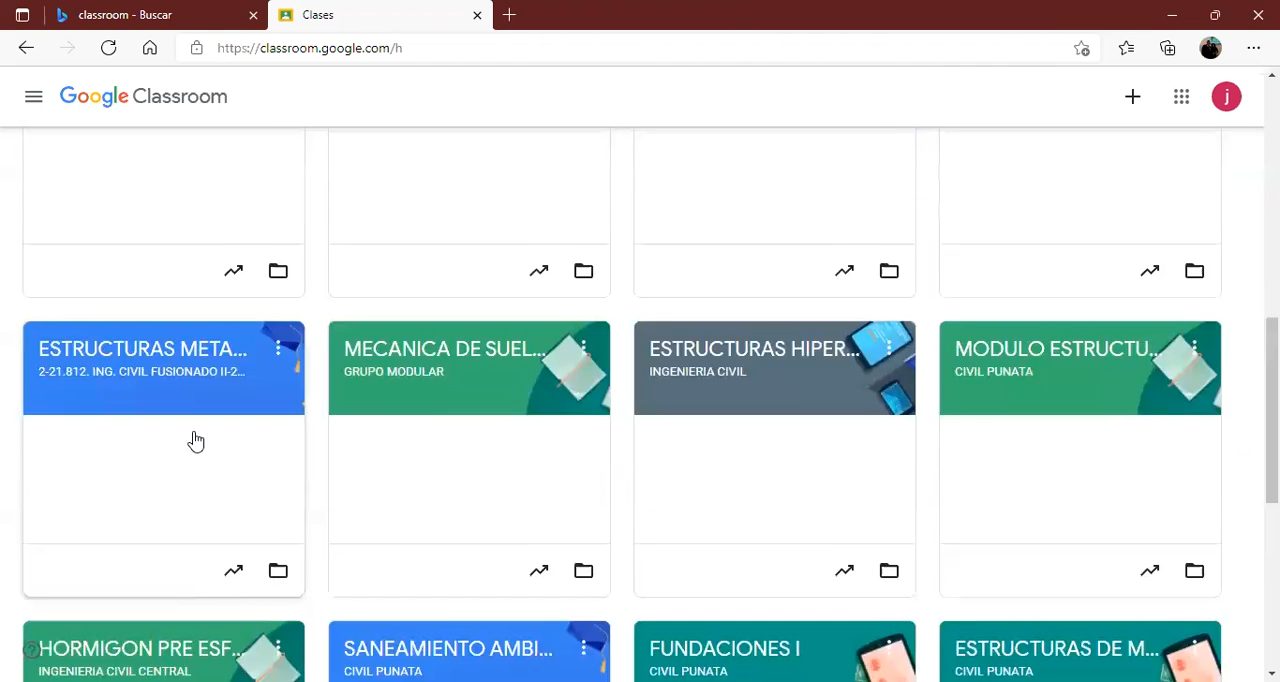 classroom - Buscar
Clases
https://classroom.google.com/h
Google Classroom
j
ESTRUCTURAS META...
2-21.812. ING. CIVIL FUSIONADO II-2...
MECANICA DE SUEL...
GRUPO MODULAR
ESTRUCTURAS HIPER...
INGENIERIA CIVIL
MODULO ESTRUCTU...
CIVIL PUNATA
HORMIGON PRE ESF...
INGENIERIA CIVIL CENTRAL
SANEAMIENTO AMBI...
CIVIL PUNATA
FUNDACIONES I
CIVIL PUNATA
ESTRUCTURAS DE M...
CIVIL PUNATA